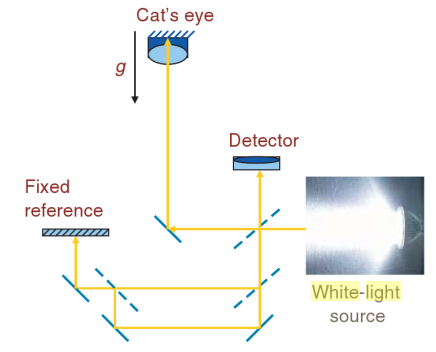 Cat's eye
g
Detector
Fixed
reference
White-light
source